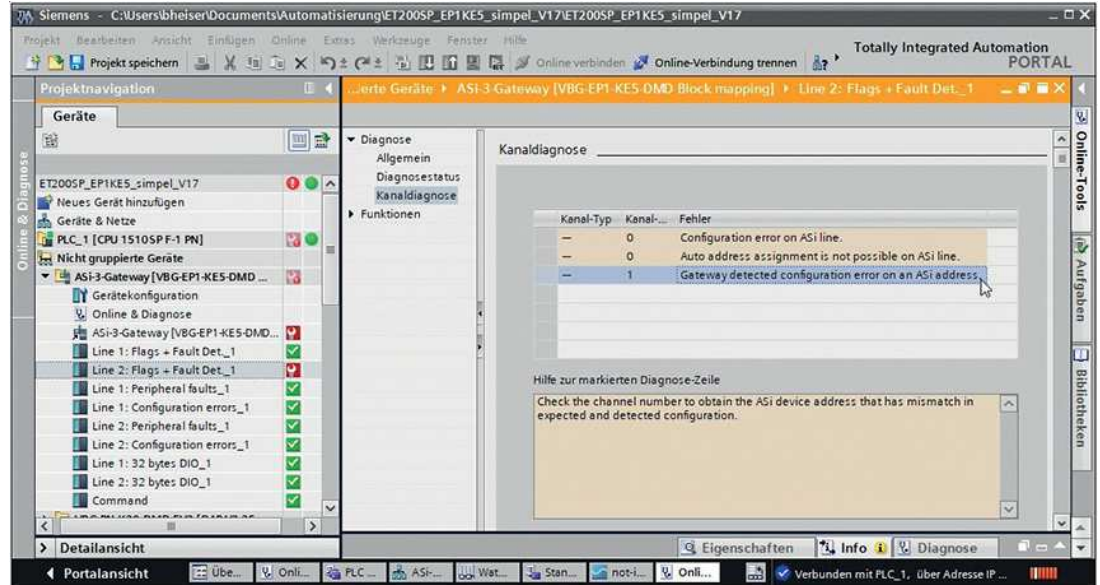 Siemens - C:\Users\bheiser\Documents\Automatisierung\ET200SP_EP1KE5_simpel_V17\ET200SP_EP1KE5_simpel_V17
Projekt Bearbeiten Ansicht Einfügen Online Extras Werkzeuge Fenster Hilfe
Totally Integrated Automation
PORTAL
Projekt speichern
Online verbinden
Online-Verbindung trennen
Projektnavigation
...ierte Geräte ▸ ASi-3-Gateway [VBG-EP1-KE5-DMD Block mapping] ▸ Line 2: Flags + Fault Det._1
Geräte
Online & Diagnose
ET200SP_EP1KE5_simpel_V17
Neues Gerät hinzufügen
Geräte & Netze
PLC_1 [CPU 1510SP F-1 PN]
Nicht gruppierte Geräte
ASi-3-Gateway [VBG-EP1-KE5-DMD ...
Gerätekonfiguration
Online & Diagnose
ASi-3-Gateway [VBG-EP1-KE5-DMD...
Line 1: Flags + Fault Det._1
Line 2: Flags + Fault Det._1
Line 1: Peripheral faults_1
Line 1: Configuration errors_1
Line 2: Peripheral faults_1
Line 2: Configuration errors_1
Line 1: 32 bytes DIO_1
Line 2: 32 bytes DIO_1
Command
Detailansicht
Diagnose
Allgemein
Diagnosestatus
Kanaldiagnose
Funktionen
Kanaldiagnose
Kanal-Typ Kanal-... Fehler
— 0 Configuration error on ASi line.
— 0 Auto address assignment is not possible on ASi line.
— 1 Gateway detected configuration error on an ASi address.
Hilfe zur markierten Diagnose-Zeile
Check the channel number to obtain the ASi device address that has mismatch in
expected and detected configuration.
Online-Tools
Aufgaben
Bibliotheken
Eigenschaften
Info
Diagnose
Portalansicht
Übe...
Onli...
PLC ...
ASi-...
Wat...
Stan...
not-i...
Onli...
Verbunden mit PLC_1, über Adresse IP ...